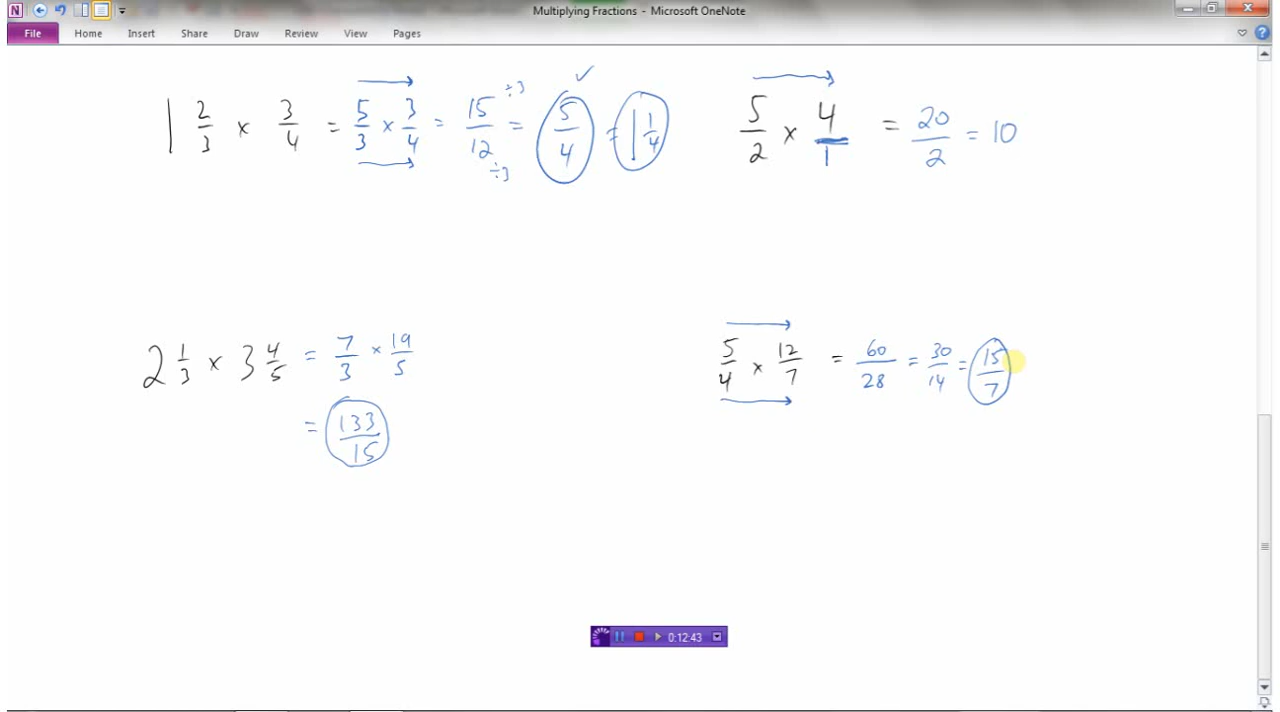 Multiplying Fractions - Microsoft OneNote
File Home Insert Share Draw Review View Pages
1 2/3 × 3/4 = 5/3 × 3/4 = 15/12 ÷3 ÷3 = 5/4 ✓ = 1 1/4
5/2 × 4/1 = 20/2 = 10
2 1/3 × 3 4/5 = 7/3 × 19/5
= 133/15
5/4 × 12/7 = 60/28 = 30/14 = 15/7
0:12:43